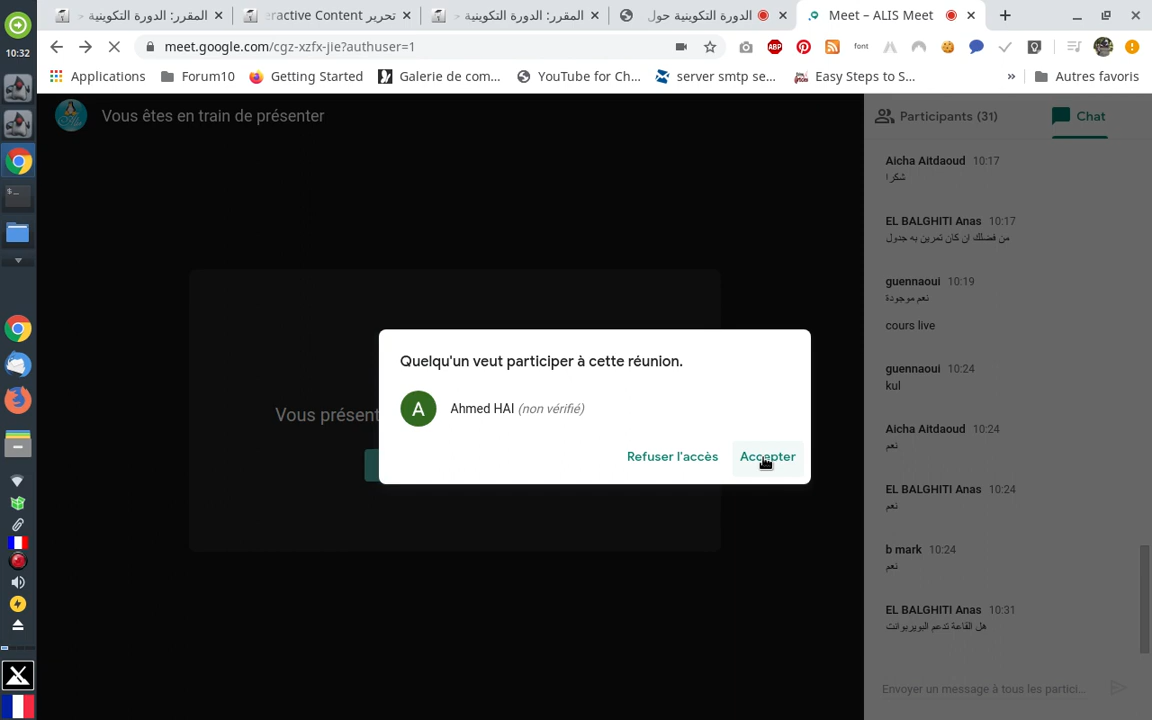 10:32
المقرر: الدورة التكوينية >
تحرير eractive Content
المقرر: الدورة التكوينية >
الدورة التكوينية حول
Meet – ALIS Meet
meet.google.com/cgz-xzfx-jie?authuser=1
ABP
font
Applications
Forum10
Getting Started
Galerie de com...
YouTube for Ch...
server smtp se...
Easy Steps to S...
»
Autres favoris
Vous êtes en train de présenter
Participants (31)
Chat
Aicha Aitdaoud 10:17
شكرا
EL BALGHITI Anas 10:17
من فضلك ان كان تمرين به جدول
guennaoui 10:19
نعم موجودة
cours live
guennaoui 10:24
kul
Aicha Aitdaoud 10:24
نعم
EL BALGHITI Anas 10:24
نعم
b mark 10:24
نعم
EL BALGHITI Anas 10:31
هل القاعة تدعم البويربوانت
Envoyer un message à tous les partici...
Vous présent
Quelqu'un veut participer à cette réunion.
A
Ahmed HAI (non vérifié)
Refuser l'accès
Accepter